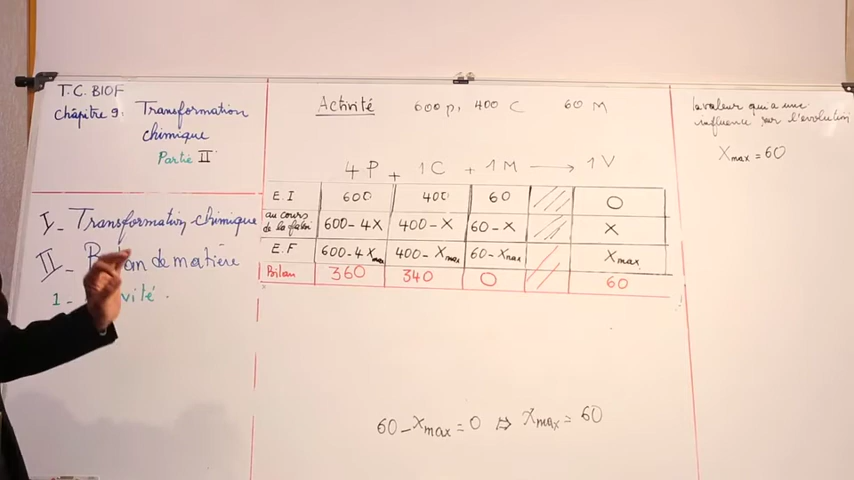 T.C. BIOF
chapitre 9: Transformation
chimique
Partie II
I - Transformation chimique
II - Bilan de matière
1 - vité.
Activité 600 P, 400 C 60 M
4 P + 1 C + 1 M → 1 V
E.I 600 400 60 0
au cours
de la 600-4X 400-X 60-X X
E.F 600-4Xmax 400-Xmax 60-Xmax Xmax
Bilan 360 340 0 60
60-Xmax = 0 ⇨ Xmax = 60
la valeur qui a une
influence sur l'evolution
Xmax = 60